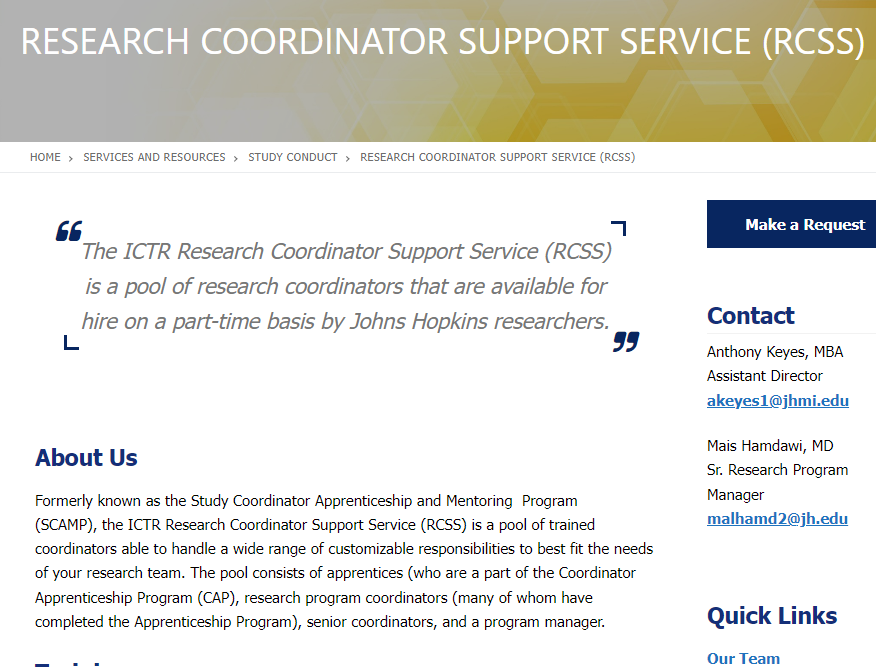 RESEARCH COORDINATOR SUPPORT SERVICE (RCSS)
HOME › SERVICES AND RESOURCES › STUDY CONDUCT › RESEARCH COORDINATOR SUPPORT SERVICE (RCSS)
“The ICTR Research Coordinator Support Service (RCSS)
is a pool of research coordinators that are available for
hire on a part-time basis by Johns Hopkins researchers.”
About Us
Formerly known as the Study Coordinator Apprenticeship and Mentoring Program
(SCAMP), the ICTR Research Coordinator Support Service (RCSS) is a pool of trained
coordinators able to handle a wide range of customizable responsibilities to best fit the needs
of your research team. The pool consists of apprentices (who are a part of the Coordinator
Apprenticeship Program (CAP), research program coordinators (many of whom have
completed the Apprenticeship Program), senior coordinators, and a program manager.
Make a Request
Contact
Anthony Keyes, MBA
Assistant Director
akeyes1@jhmi.edu
Mais Hamdawi, MD
Sr. Research Program
Manager
malhamd2@jh.edu
Quick Links
Our Team